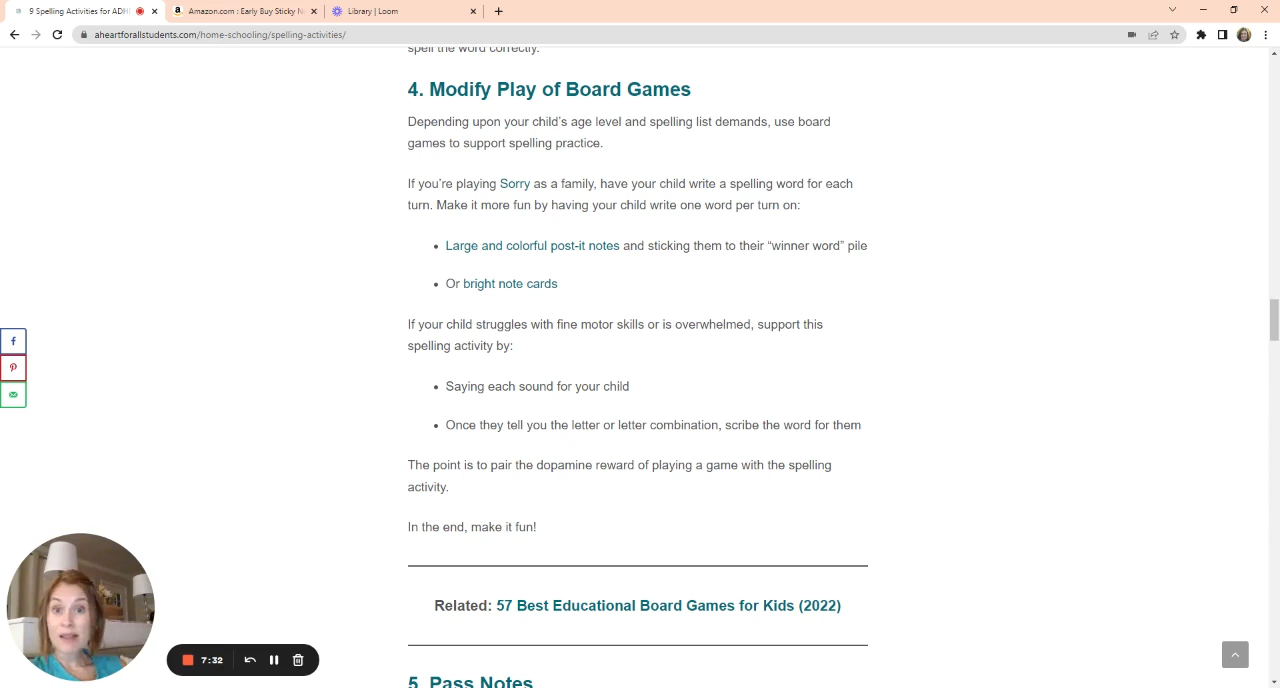 9 Spelling Activities for ADH
Amazon.com : Early Buy Sticky N
Library | Loom
aheartforallstudents.com/home-schooling/spelling-activities/
spell the word correctly.
4. Modify Play of Board Games
Depending upon your child's age level and spelling list demands, use board
games to support spelling practice.
If you're playing Sorry as a family, have your child write a spelling word for each
turn. Make it more fun by having your child write one word per turn on:
• Large and colorful post-it notes and sticking them to their “winner word” pile
• Or bright note cards
If your child struggles with fine motor skills or is overwhelmed, support this
spelling activity by:
• Saying each sound for your child
• Once they tell you the letter or letter combination, scribe the word for them
The point is to pair the dopamine reward of playing a game with the spelling
activity.
In the end, make it fun!
Related: 57 Best Educational Board Games for Kids (2022)
7:32
5. Pass Notes